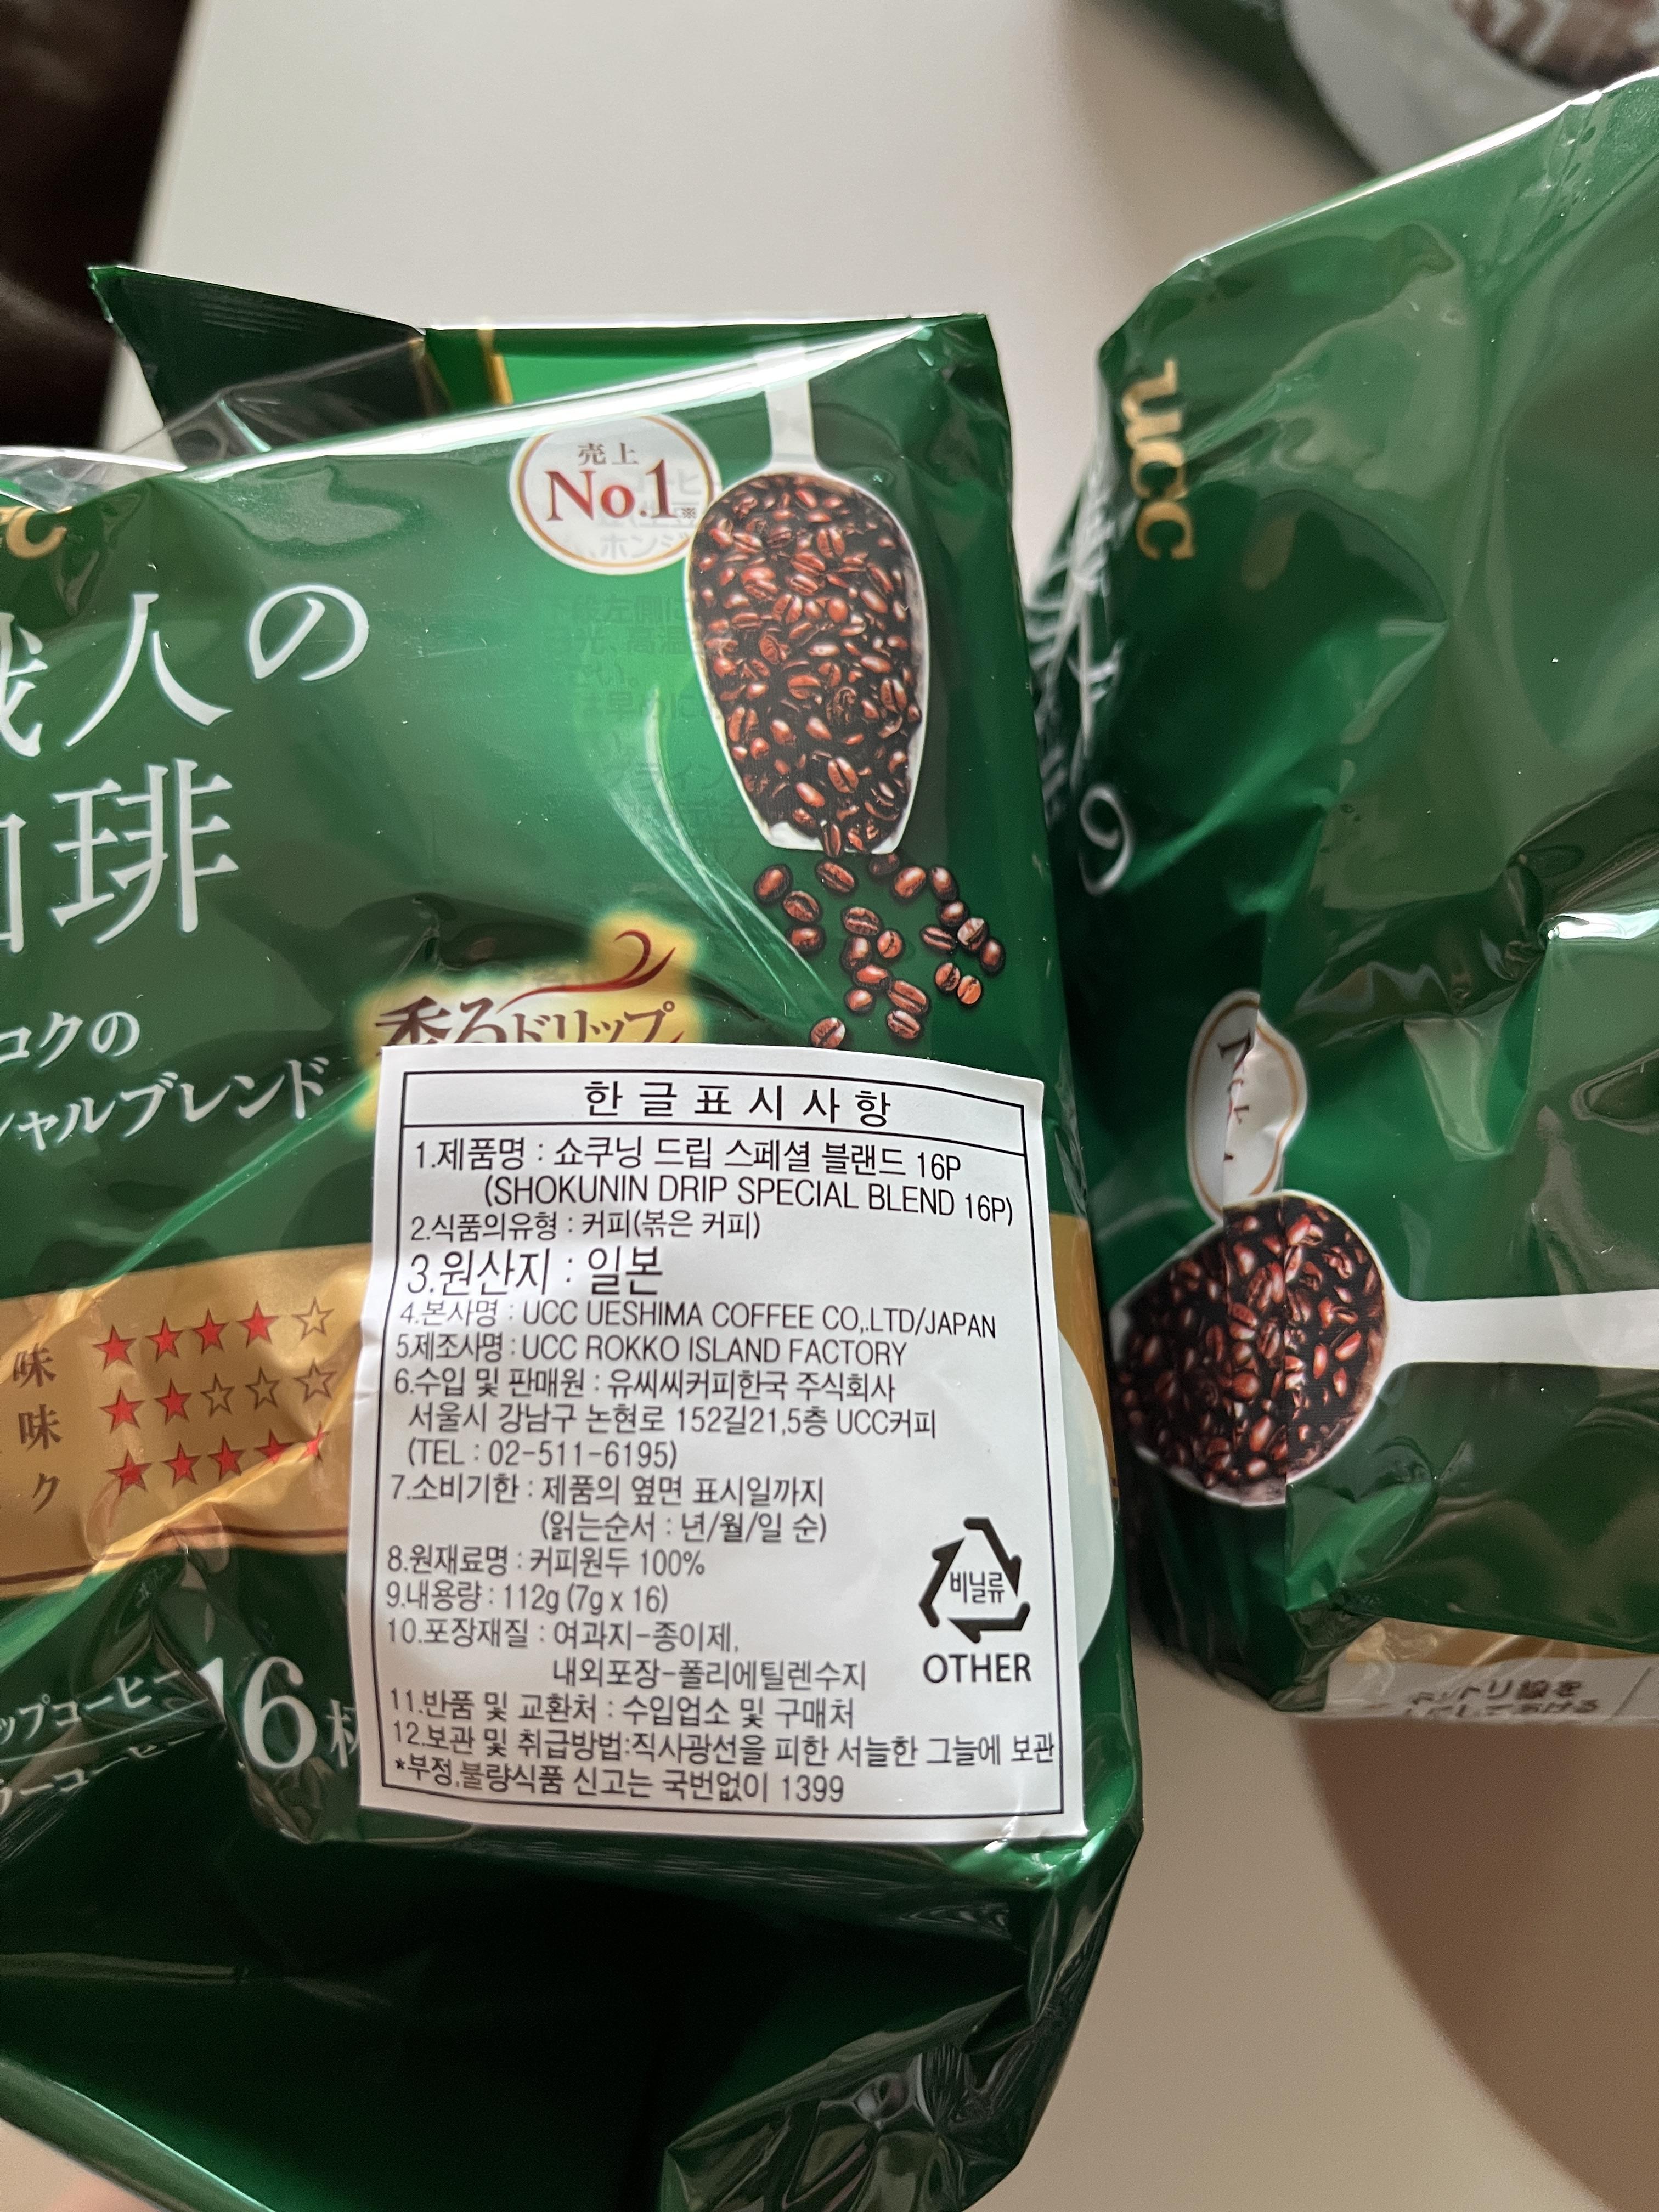 売上
No.1※
人の
琲
コクの
シャルブレンド
香るドリップ
味
味
ク
ップコーヒー
16
한글표시사항
1.제품명 : 쇼쿠닝 드립 스페셜 블랜드 16P
(SHOKUNIN DRIP SPECIAL BLEND 16P)
2.식품의유형 : 커피(볶은 커피)
3.원산지 : 일본
4.본사명 : UCC UESHIMA COFFEE CO,.LTD/JAPAN
5.제조사명 : UCC ROKKO ISLAND FACTORY
6.수입 및 판매원 : 유씨씨커피한국 주식회사
서울시 강남구 논현로 152길21,5층 UCC커피
(TEL : 02-511-6195)
7.소비기한 : 제품의 옆면 표시일까지
(읽는순서 : 년/월/일 순)
8.원재료명 : 커피원두 100%
9.내용량 : 112g (7g x 16)
10.포장재질 : 여과지-종이제,
내외포장-폴리에틸렌수지
11.반품 및 교환처 : 수입업소 및 구매처
12.보관 및 취급방법:직사광선을 피한 서늘한 그늘에 보관
*부정,불량식품 신고는 국번없이 1399
비닐류
OTHER
UCC